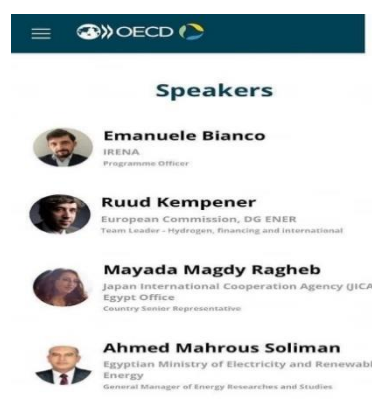 OECD
Speakers
Emanuele Bianco
IRENA
Programme Officer
Ruud Kempener
European Commission, DG ENER
Team Leader - Hydrogen, financing and international
Mayada Magdy Ragheb
Japan International Cooperation Agency (JICA
Egypt Office
Country Senior Representative
Ahmed Mahrous Soliman
Egyptian Ministry of Electricity and Renewabl
Energy
General Manager of Energy Researches and Studies